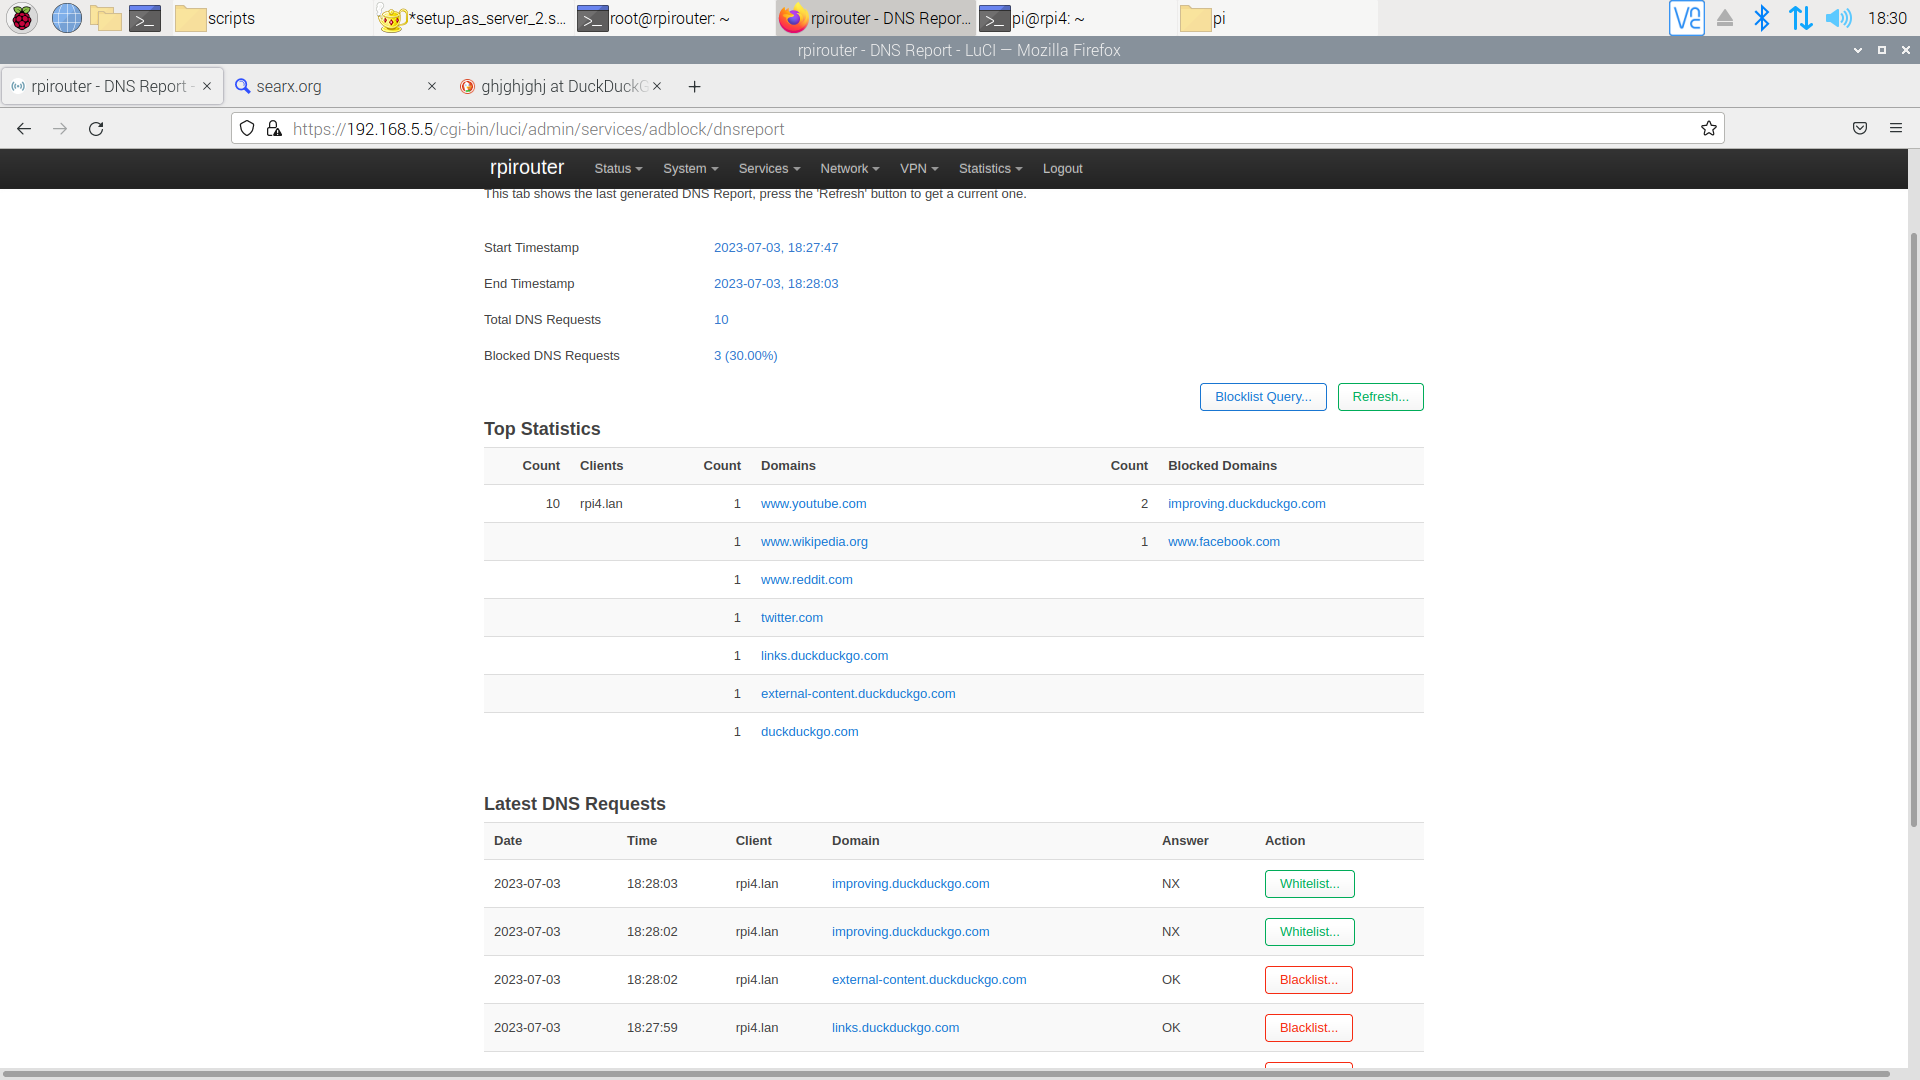 scripts
*setup_as_server_2.s...
root@rpirouter: ~
rpirouter - DNS Repor...
pi@rpi4: ~
pi
18:30
rpirouter - DNS Report - LuCI — Mozilla Firefox
rpirouter - DNS Report -
searx.org
ghjghjghj at DuckDuckG
https://192.168.5.5/cgi-bin/luci/admin/services/adblock/dnsreport
rpirouter Status System Services Network VPN Statistics Logout
This tab shows the last generated DNS Report, press the 'Refresh' button to get a current one.
Start Timestamp 2023-07-03, 18:27:47
End Timestamp 2023-07-03, 18:28:03
Total DNS Requests 10
Blocked DNS Requests 3 (30.00%)
Blocklist Query... Refresh...
Top Statistics
Count Clients Count Domains Count Blocked Domains
10 rpi4.lan 1 www.youtube.com 2 improving.duckduckgo.com
1 www.wikipedia.org 1 www.facebook.com
1 www.reddit.com
1 twitter.com
1 links.duckduckgo.com
1 external-content.duckduckgo.com
1 duckduckgo.com
Latest DNS Requests
Date Time Client Domain Answer Action
2023-07-03 18:28:03 rpi4.lan improving.duckduckgo.com NX Whitelist...
2023-07-03 18:28:02 rpi4.lan improving.duckduckgo.com NX Whitelist...
2023-07-03 18:28:02 rpi4.lan external-content.duckduckgo.com OK Blacklist...
2023-07-03 18:27:59 rpi4.lan links.duckduckgo.com OK Blacklist...